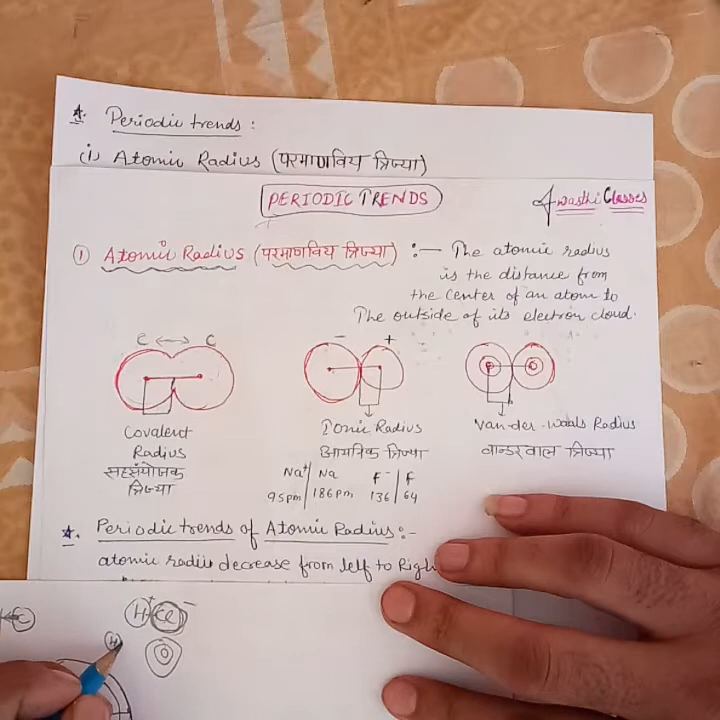 ★. Periodic trends :
(i) Atomic Radius (परमाणविय त्रिज्या)
PERIODIC TRENDS
Awasthi Classes
① Atomic Radius (परमाणविय त्रिज्या) :— The atomic radius
is the distance from
the center of an atom to
The outside of its electron cloud.
C ↔ C
- +
Covalent
Radius
सहसंयोजक
त्रिज्या
Ionic Radius
आयनिक त्रिज्या
Na⁺ | Na F⁻ | F
95pm | 186pm 136 | 64
Van-der-waals Radius
वान्डरवाल त्रिज्या
★. Periodic trends of Atomic Radius:-
atomic radii decrease from left to Righ
C
H⁺ Cl⁻
H